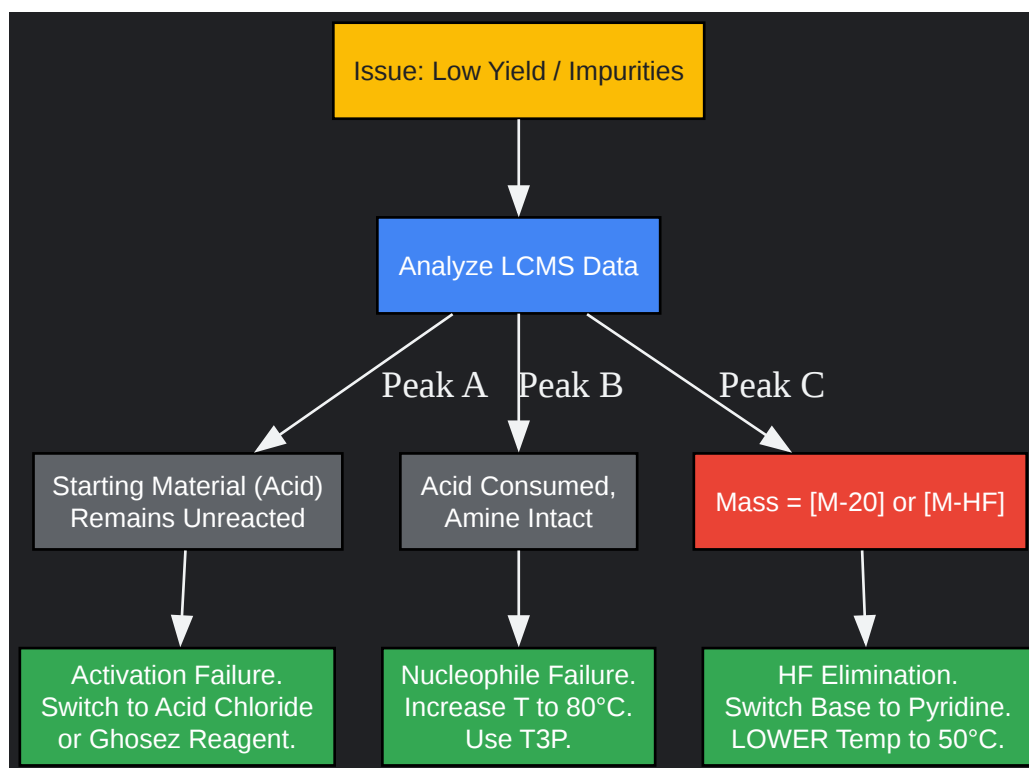 Issue: Low Yield / Impurities
Analyze LCMS Data
Peak A
Peak B
Peak C
Starting Material (Acid)
Remains Unreacted
Acid Consumed,
Amine Intact
Mass = [M-20] or [M-HF]
Activation Failure.
Switch to Acid Chloride
or Ghosez Reagent.
Nucleophile Failure.
Increase T to 80°C.
Use T3P.
HF Elimination.
Switch Base to Pyridine.
LOWER Temp to 50°C.